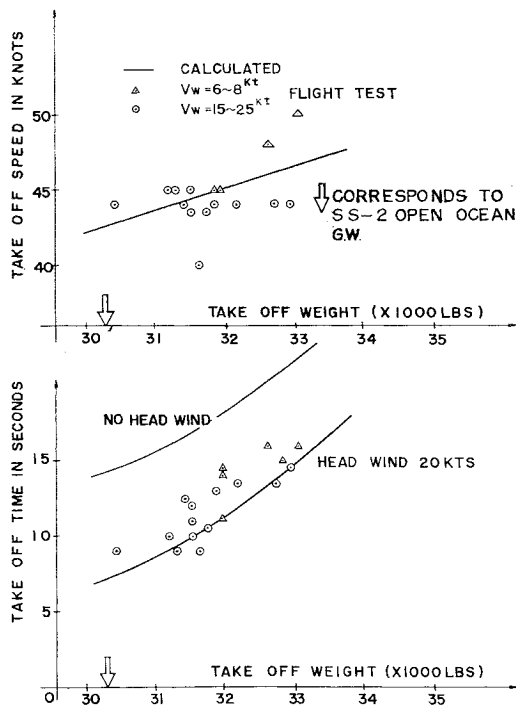 TAKE OFF SPEED IN KNOTS
CALCULATED
Vw=6~8Kt FLIGHT TEST
Vw=15~25Kt
50
45
40
CORRESPONDS TO
SS-2 OPEN OCEAN
G.W.
TAKE OFF WEIGHT (X1000LBS)
30 31 32 33 34 35
TAKE OFF TIME IN SECONDS
NO HEAD WIND
15
HEAD WIND 20KTS
10
5
TAKE OFF WEIGHT (X1000LBS)
0 30 31 32 33 34 35